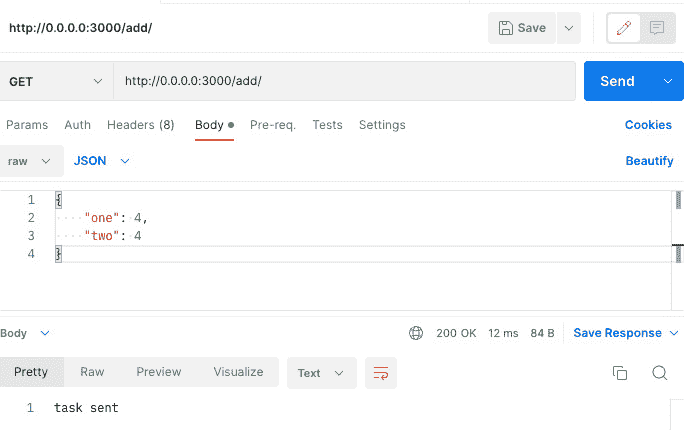 http://0.0.0.0:3000/add/ Save
GET http://0.0.0.0:3000/add/ Send
Params Auth Headers (8) Body Pre-req. Tests Settings Cookies
raw JSON Beautify
1 {
2 "one": 4,
3 "two": 4
4 }
Body 200 OK 12 ms 84 B Save Response
Pretty Raw Preview Visualize Text
1 task sent